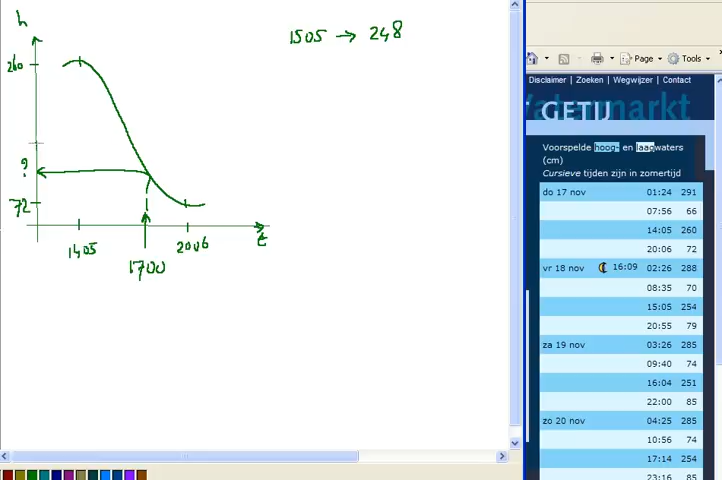 h
1505 → 248
260
?
72
1405
2006
t
1700
Page
Tools
Disclaimer | Zoeken | Wegwijzer | Contact
Watermarkt
GETIJ
Voorspelde hoog- en laagwaters
(cm)
Cursieve tijden zijn in zomertijd
do 17 nov 01:24 291
07:56 66
14:05 260
20:06 72
vr 18 nov 16:09 02:26 288
08:35 70
15:05 254
20:55 79
za 19 nov 03:26 285
09:40 74
16:04 251
22:00 85
zo 20 nov 04:25 285
10:56 74
17:14 254
23:16 85